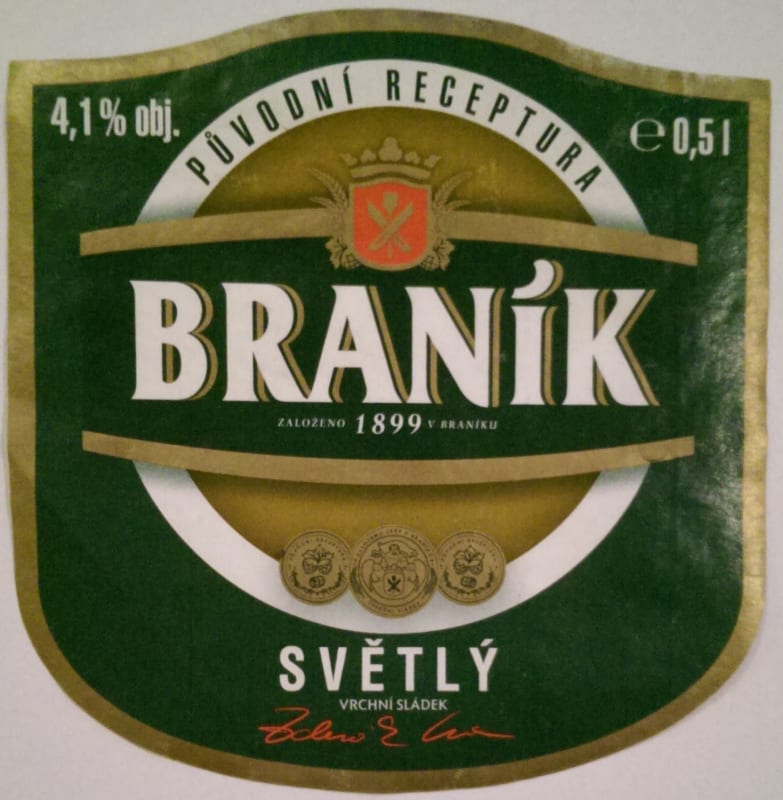 4,1% obj.
PŮVODNÍ RECEPTURA
℮ 0,5 l
BRANÍK
ZALOŽENO 1899 V BRANÍKU
SVĚTLÝ
VRCHNÍ SLÁDEK